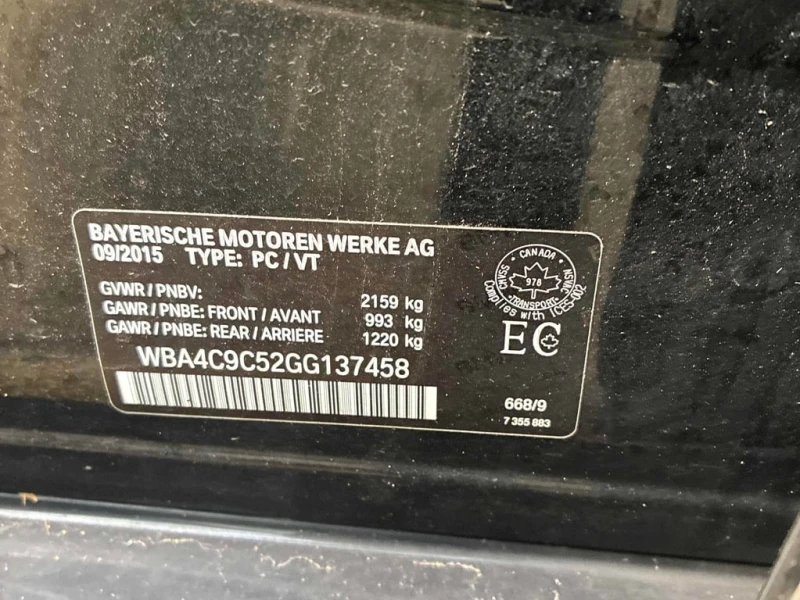 BAYERISCHE MOTOREN WERKE AG
09/2015 TYPE: PC / VT
GVWR / PNBV: 2159 kg
GAWR / PNBE: FRONT / AVANT 993 kg
GAWR / PNBE: REAR / ARRIERE 1220 kg
WBA4C9C52GG137458
CANADA
CMVSS
NSVAC
978
TRANSPORT
Complies with ICES-002
EC
668/9
7 355 883